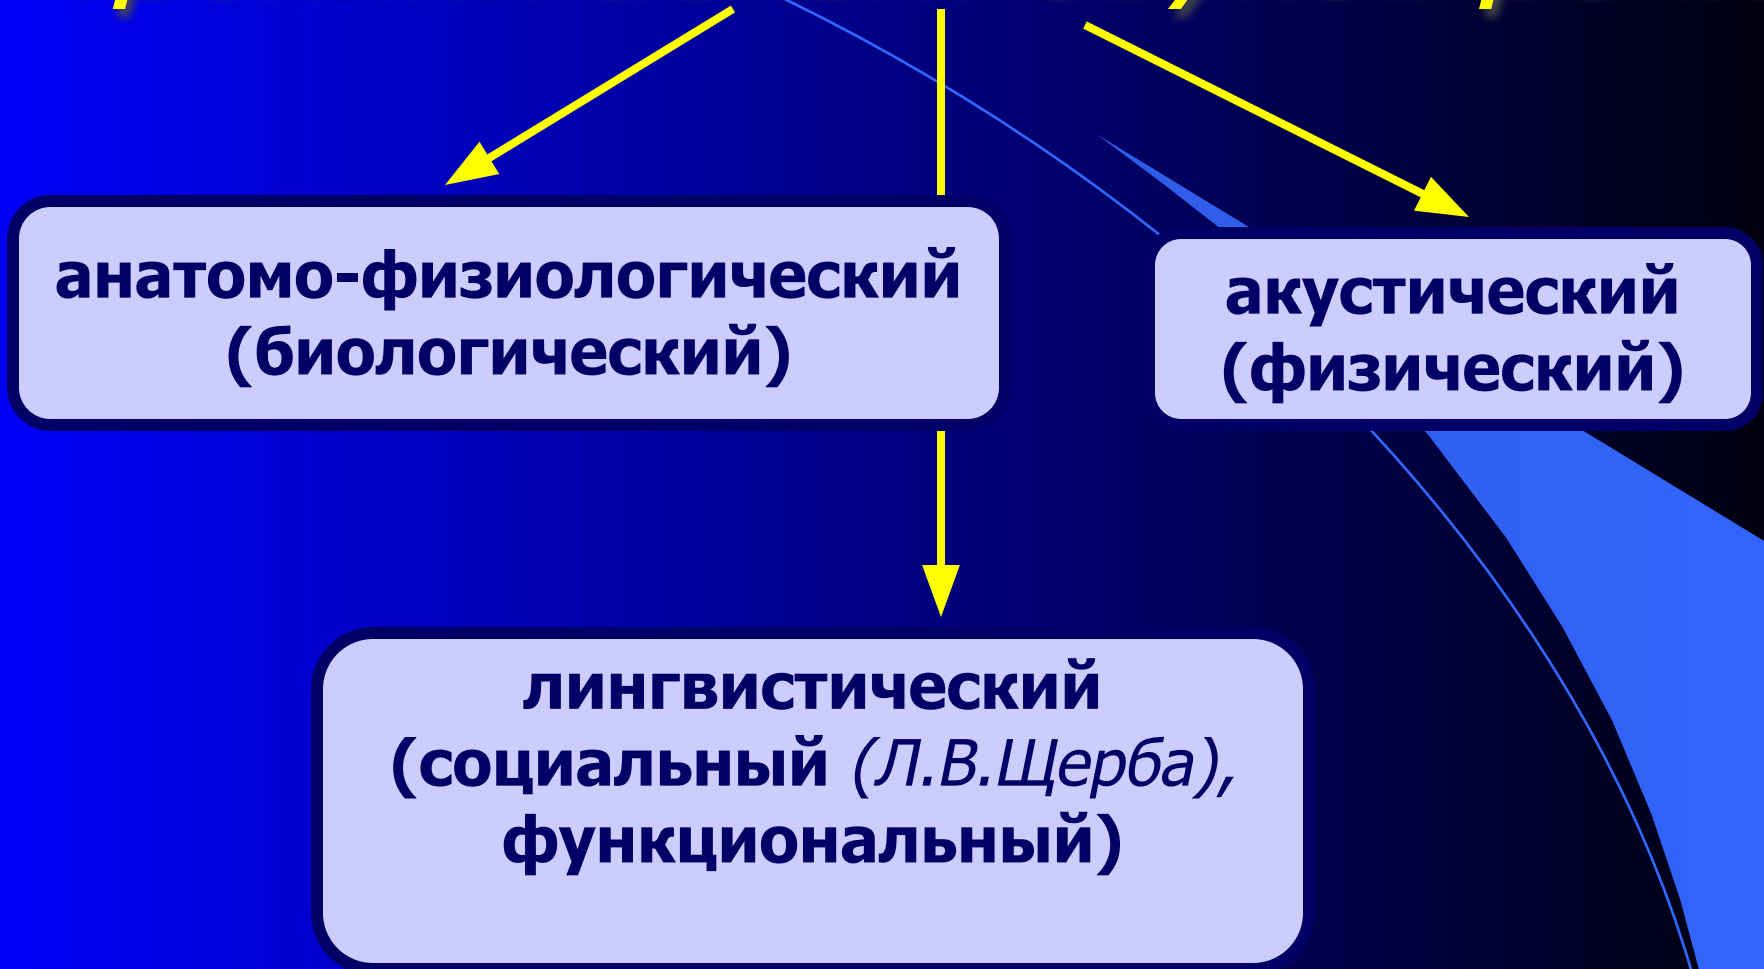 анатомо-физиологический
(биологический)
акустический
(физический)
лингвистический
(социальный (Л.В.Щерба),
функциональный)